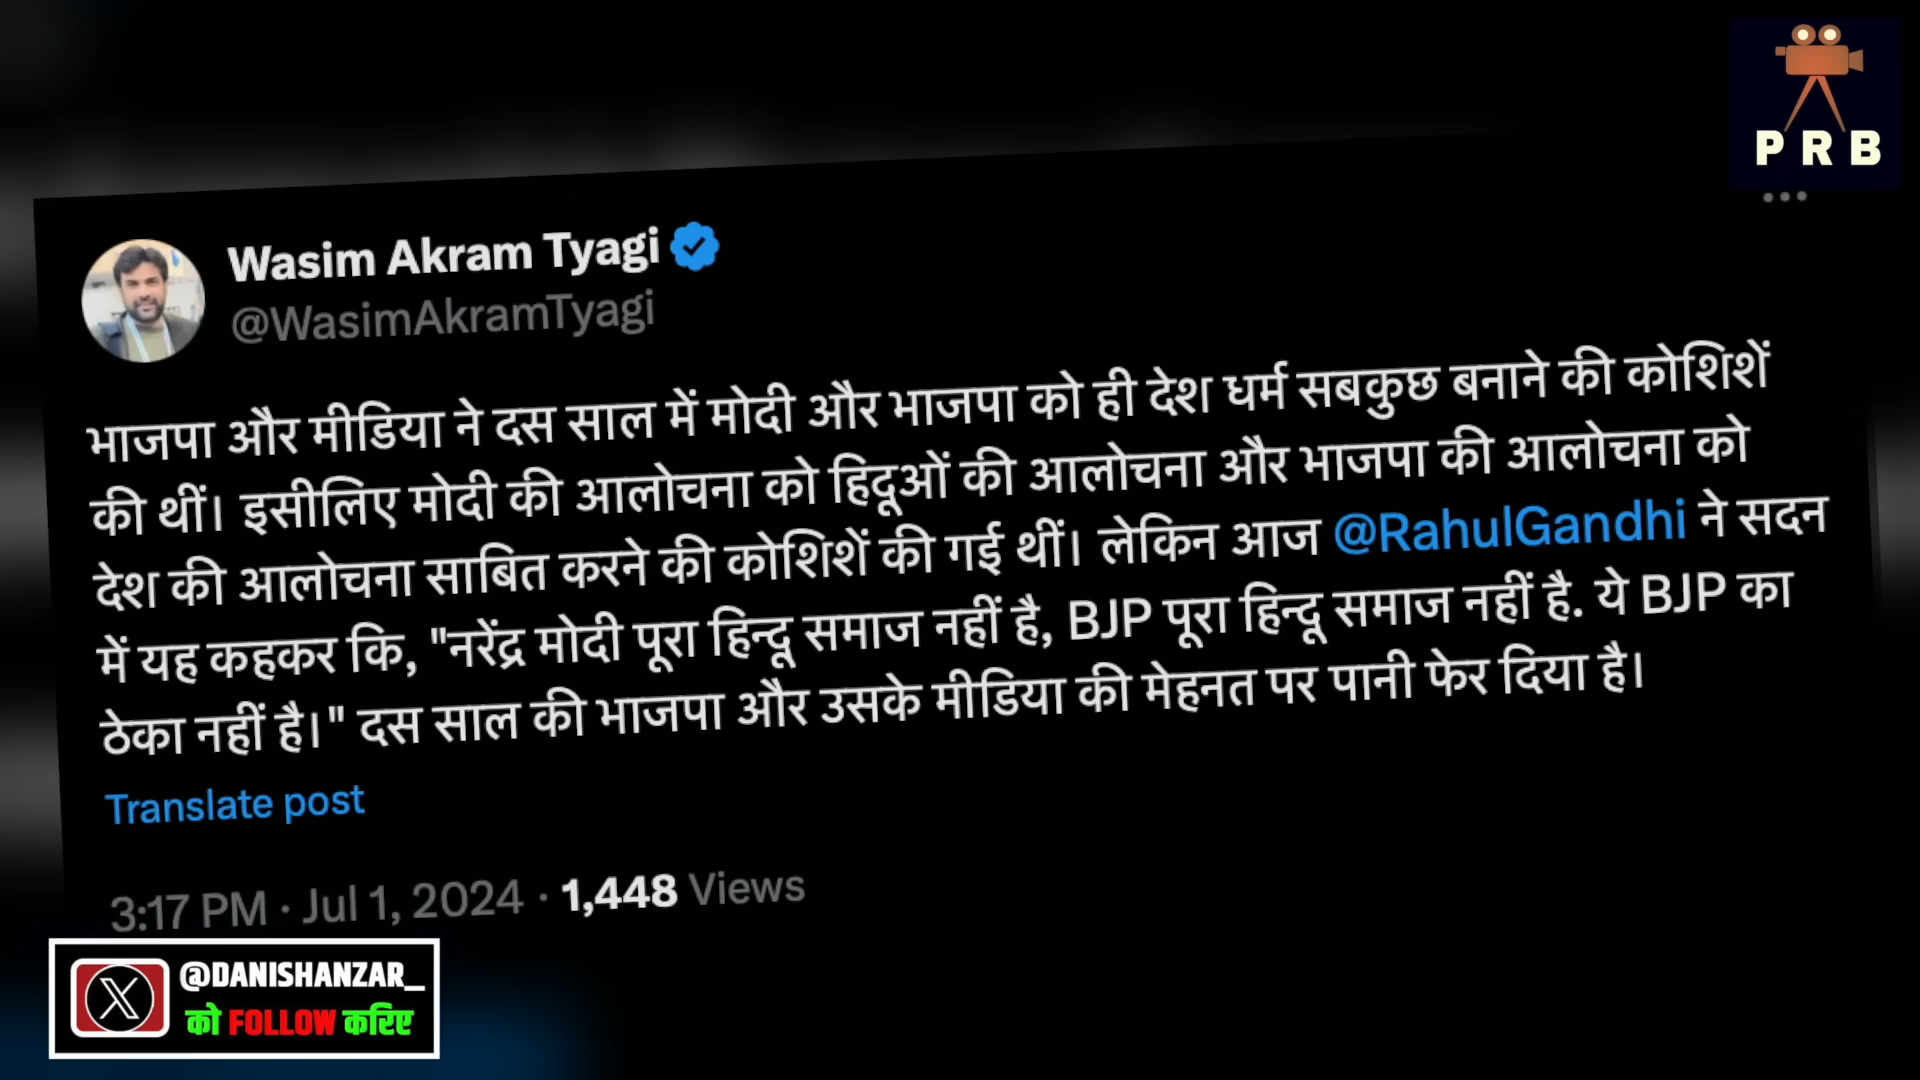 P R B
Wasim Akram Tyagi
@WasimAkramTyagi
भाजपा और मीडिया ने दस साल में मोदी और भाजपा को ही देश धर्म सबकुछ बनाने की कोशिशें
की थीं। इसीलिए मोदी की आलोचना को हिंदूओं की आलोचना और भाजपा की आलोचना को
देश की आलोचना साबित करने की कोशिशें की गई थीं। लेकिन आज @RahulGandhi ने सदन
में यह कहकर कि, "नरेंद्र मोदी पूरा हिन्दू समाज नहीं है, BJP पूरा हिन्दू समाज नहीं है. ये BJP का
ठेका नहीं है।" दस साल की भाजपा और उसके मीडिया की मेहनत पर पानी फेर दिया है।
Translate post
3:17 PM · Jul 1, 2024 · 1,448 Views
@DANISHANZAR_
को FOLLOW करिए